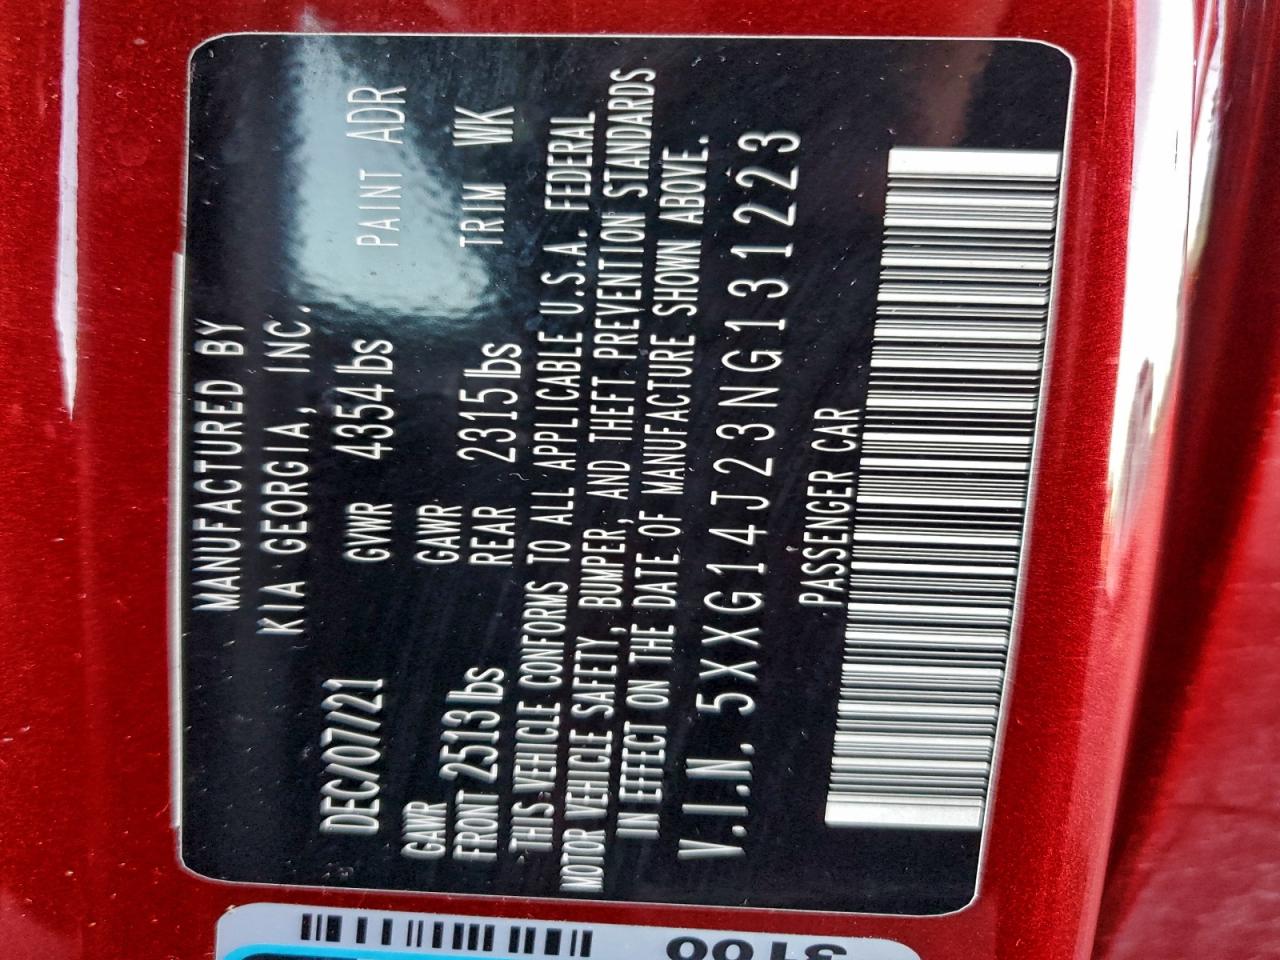 MANUFACTURED BY
KIA GEORGIA, INC.
DEC/07/21 GVWR 4354 lbs PAINT ADR
GAWR FRONT 2513 lbs GAWR REAR 2315 lbs TRIM WK
THIS VEHICLE CONFORMS TO ALL APPLICABLE U.S.A. FEDERAL
MOTOR VEHICLE SAFETY, BUMPER, AND THEFT PREVENTION STANDARDS
IN EFFECT ON THE DATE OF MANUFACTURE SHOWN ABOVE.
V.I.N. 5XXG14J23NG131223
PASSENGER CAR
3100